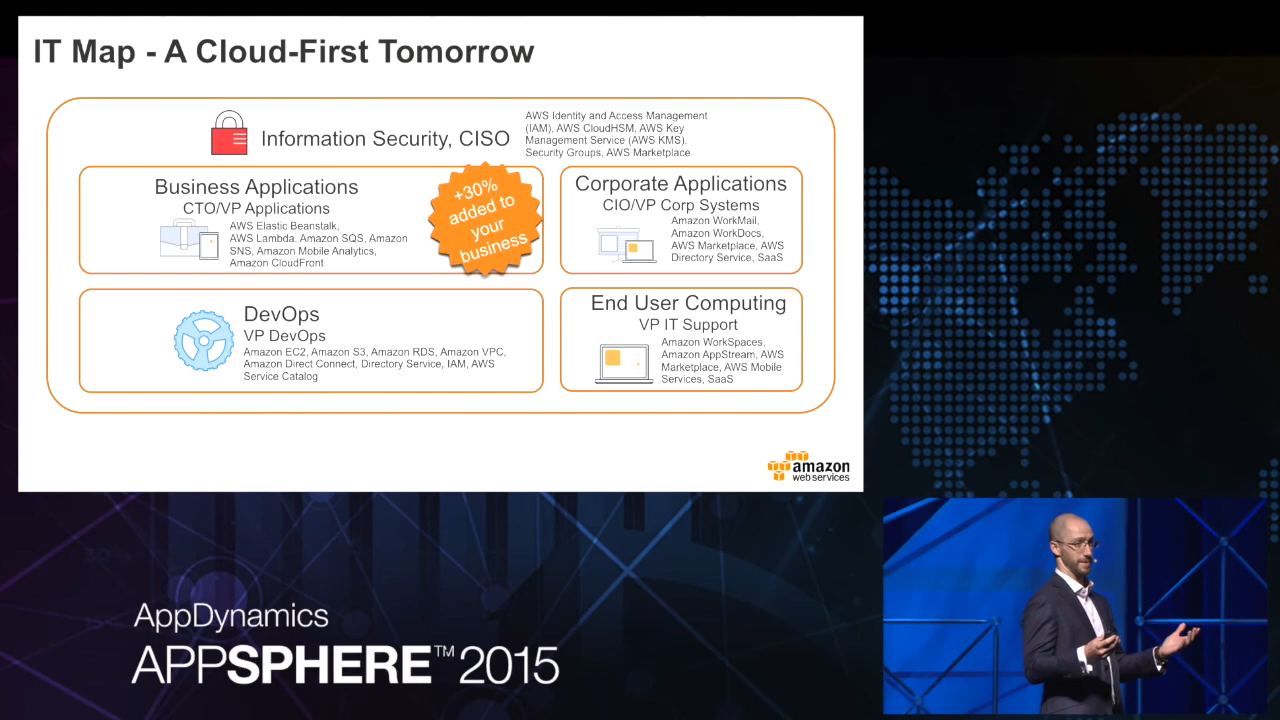 IT Map - A Cloud-First Tomorrow
Information Security, CISO
AWS Identity and Access Management
(IAM), AWS CloudHSM, AWS Key
Management Service (AWS KMS),
Security Groups, AWS Marketplace
Business Applications
CTO/VP Applications
AWS Elastic Beanstalk,
AWS Lambda, Amazon SQS, Amazon
SNS, Amazon Mobile Analytics,
Amazon CloudFront
+30%
added to
your
business
Corporate Applications
CIO/VP Corp Systems
Amazon WorkMail,
Amazon WorkDocs,
AWS Marketplace, AWS
Directory Service, SaaS
DevOps
VP DevOps
Amazon EC2, Amazon S3, Amazon RDS, Amazon VPC,
Amazon Direct Connect, Directory Service, IAM, AWS
Service Catalog
End User Computing
VP IT Support
Amazon WorkSpaces,
Amazon AppStream, AWS
Marketplace, AWS Mobile
Services, SaaS
amazon
web services
AppDynamics
APPSPHERE™ 2015